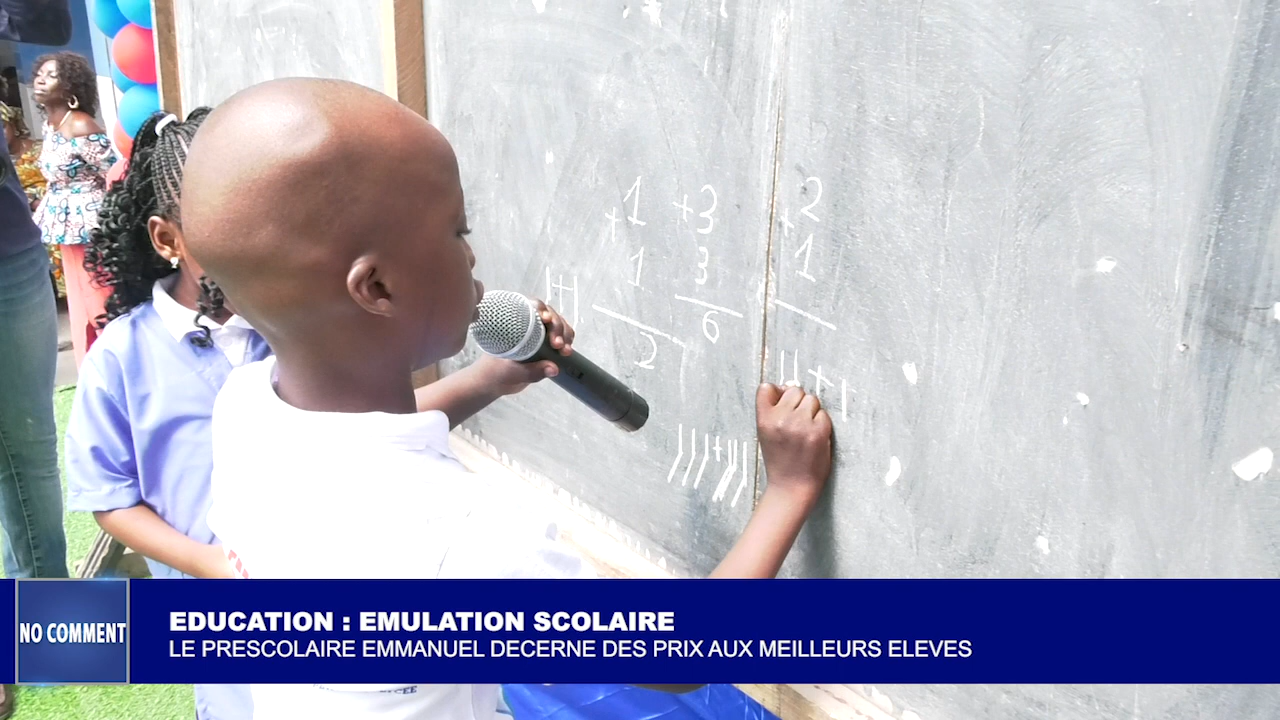 +1 +3 +2
1 3 1
2 6
NO COMMENT
EDUCATION : EMULATION SCOLAIRE
LE PRESCOLAIRE EMMANUEL DECERNE DES PRIX AUX MEILLEURS ELEVES